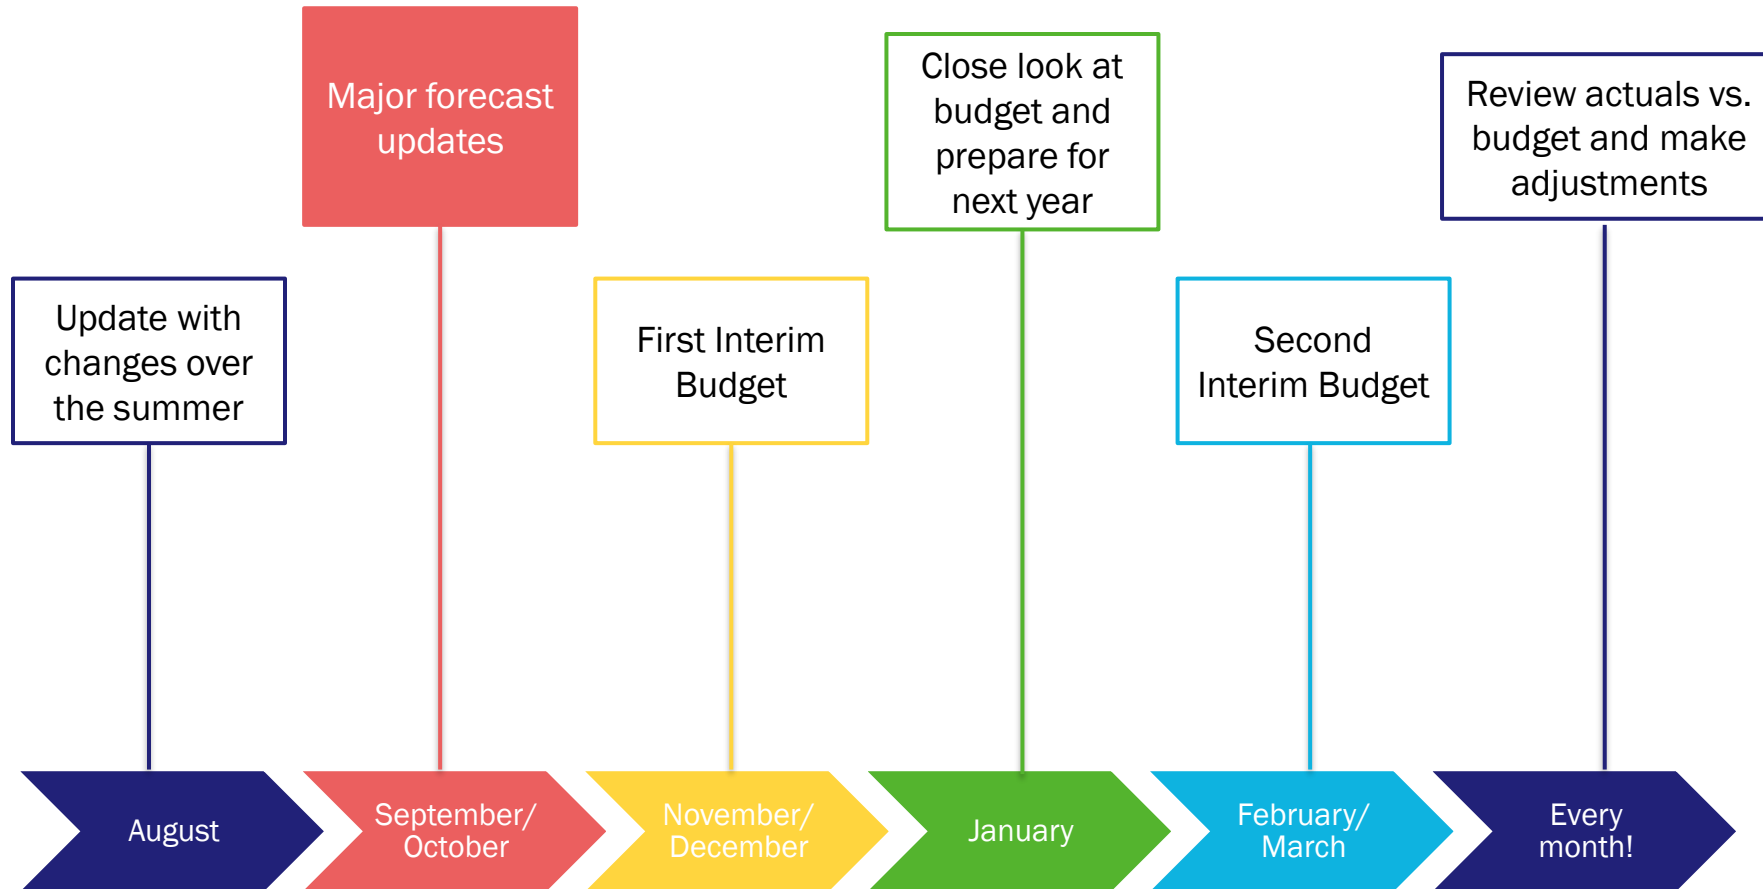 Major forecast
updates
Close look at
budget and
prepare for
next year
Review actuals vs.
budget and make
adjustments
Update with
changes over
the summer
First Interim
Budget
Second
Interim Budget
August
September/
October
November/
December
January
February/
March
Every
month!